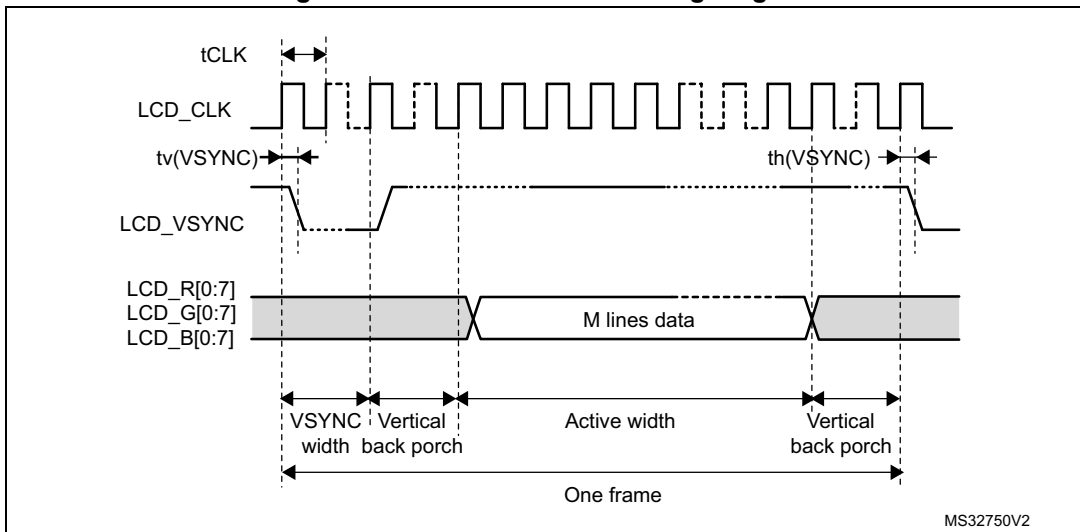 tCLK
LCD_CLK
tv(VSYNC)
th(VSYNC)
LCD_VSYNC
LCD_R[0:7]
LCD_G[0:7]
LCD_B[0:7]
M lines data
VSYNC width
Vertical back porch
Active width
Vertical back porch
One frame
MS32750V2